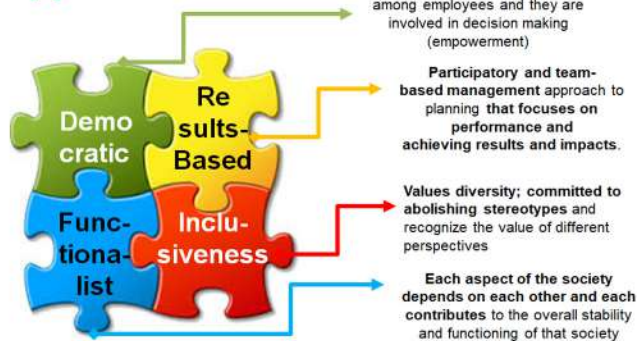 among employees and they are
involved in decision making
(empowerment)
Demo
cratic
Re
sults-
Based
Participatory and team-
based management approach to
planning that focuses on
performance and
achieving results and impacts.
Func-
tiona-
list
Inclu-
siveness
Values diversity; committed to
abolishing stereotypes and
recognize the value of different
perspectives
Each aspect of the society
depends on each other and each
contributes to the overall stability
and functioning of that society